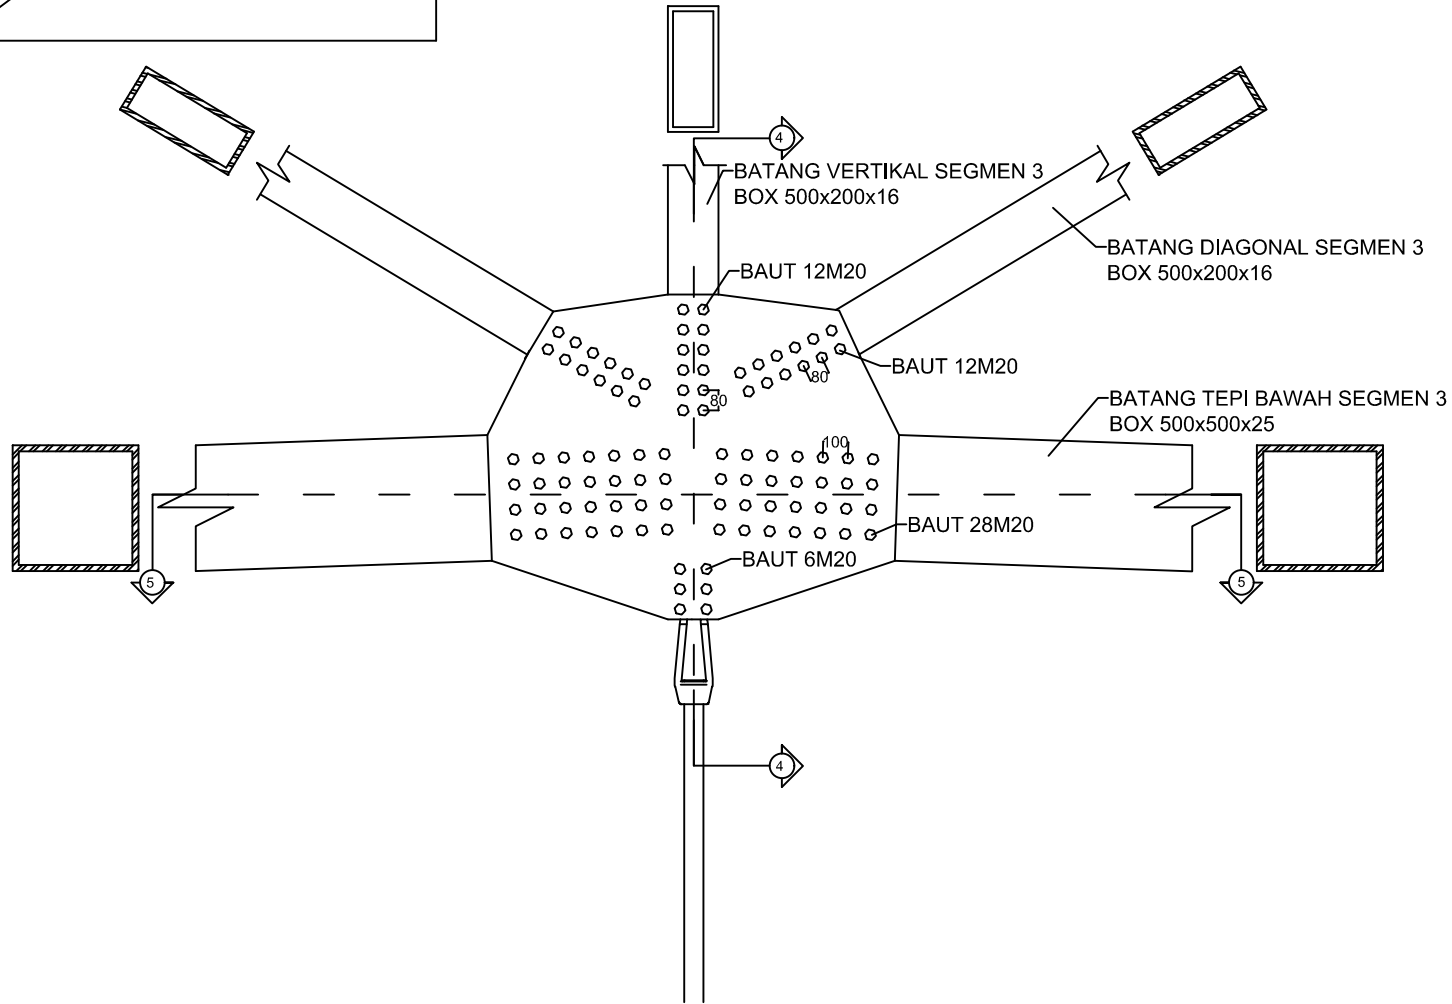 4
BATANG VERTIKAL SEGMEN 3
BOX 500x200x16
BATANG DIAGONAL SEGMEN 3
BOX 500x200x16
BAUT 12M20
BAUT 12M20
80
80
BATANG TEPI BAWAH SEGMEN 3
BOX 500x500x25
100
BAUT 28M20
BAUT 6M20
5
5
4